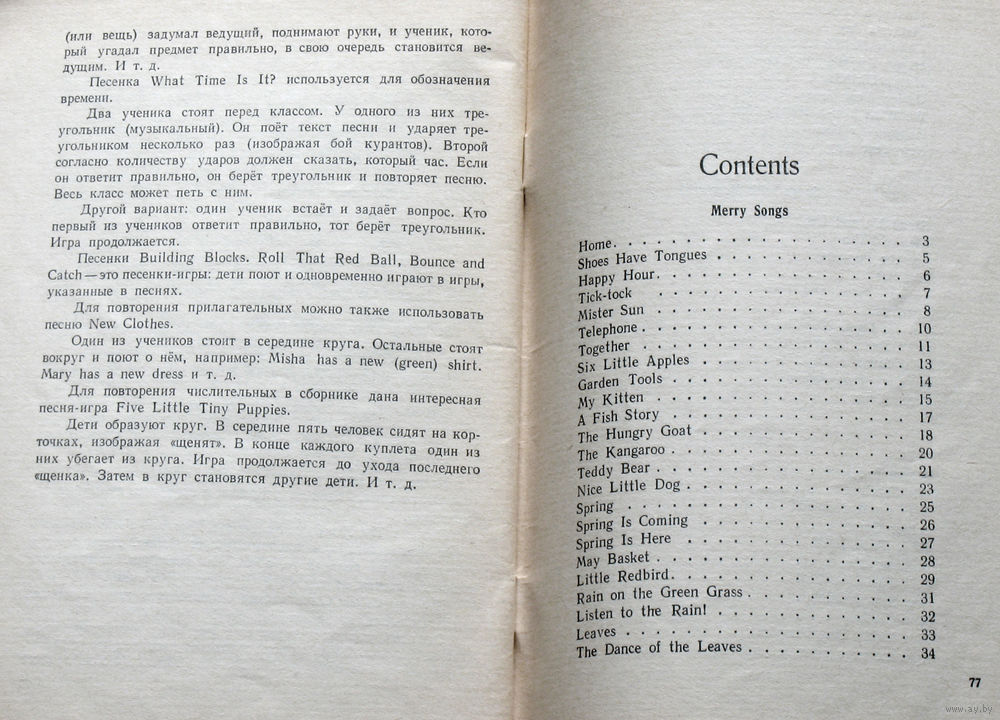 (или вещь) задумал ведущий, поднимают руки, и ученик, кото-
рый угадал предмет правильно, в свою очередь становится ве-
дущим. И т. д.
Песенка What Time Is It? используется для обозначения
времени.
Два ученика стоят перед классом. У одного из них тре-
угольник (музыкальный). Он поёт текст песни и ударяет тре-
угольником несколько раз (изображая бой курантов). Второй
согласно количеству ударов должен сказать, который час. Если
он ответит правильно, он берёт треугольник и повторяет песню.
Весь класс может петь с ним.
Другой вариант: один ученик встаёт и задаёт вопрос. Кто
первый из учеников ответит правильно, тот берёт треугольник.
Игра продолжается.
Песенки Building Blocks. Roll That Red Ball, Bounce and
Catch — это песенки-игры: дети поют и одновременно играют в игры,
указанные в песнях.
Для повторения прилагательных можно также использовать
песню New Clothes.
Один из учеников стоит в середине круга. Остальные стоят
вокруг и поют о нём, например: Misha has a new (green) shirt.
Mary has a new dress и т. д.
Для повторения числительных в сборнике дана интересная
песня-игра Five Little Tiny Puppies.
Дети образуют круг. В середине пять человек сидят на кор-
точках, изображая «щенят». В конце каждого куплета один из
них убегает из круга. Игра продолжается до ухода последнего
«щенка». Затем в круг становятся другие дети. И т. д.
Contents
Merry Songs
Home. . . . . . . . . . 3
Shoes Have Tongues . . . . . . . . . . 5
Happy Hour. . . . . . . . . . 6
Tick-tock . . . . . . . . . . 7
Mister Sun . . . . . . . . . . 8
Telephone . . . . . . . . . . 10
Together . . . . . . . . . . 11
Six Little Apples . . . . . . . . . . 13
Garden Tools . . . . . . . . . . 14
My Kitten . . . . . . . . . . 15
A Fish Story . . . . . . . . . . 17
The Hungry Goat . . . . . . . . . . 18
The Kangaroo . . . . . . . . . . 20
Teddy Bear . . . . . . . . . . 21
Nice Little Dog . . . . . . . . . . 23
Spring . . . . . . . . . . 25
Spring Is Coming . . . . . . . . . . 26
Spring Is Here . . . . . . . . . . 27
May Basket . . . . . . . . . . 28
Little Redbird. . . . . . . . . . 29
Rain on the Green Grass . . . . . . . . . . 31
Listen to the Rain! . . . . . . . . . . 32
Leaves . . . . . . . . . . 33
The Dance of the Leaves . . . . . . . . . . 34
77
www.ay.by